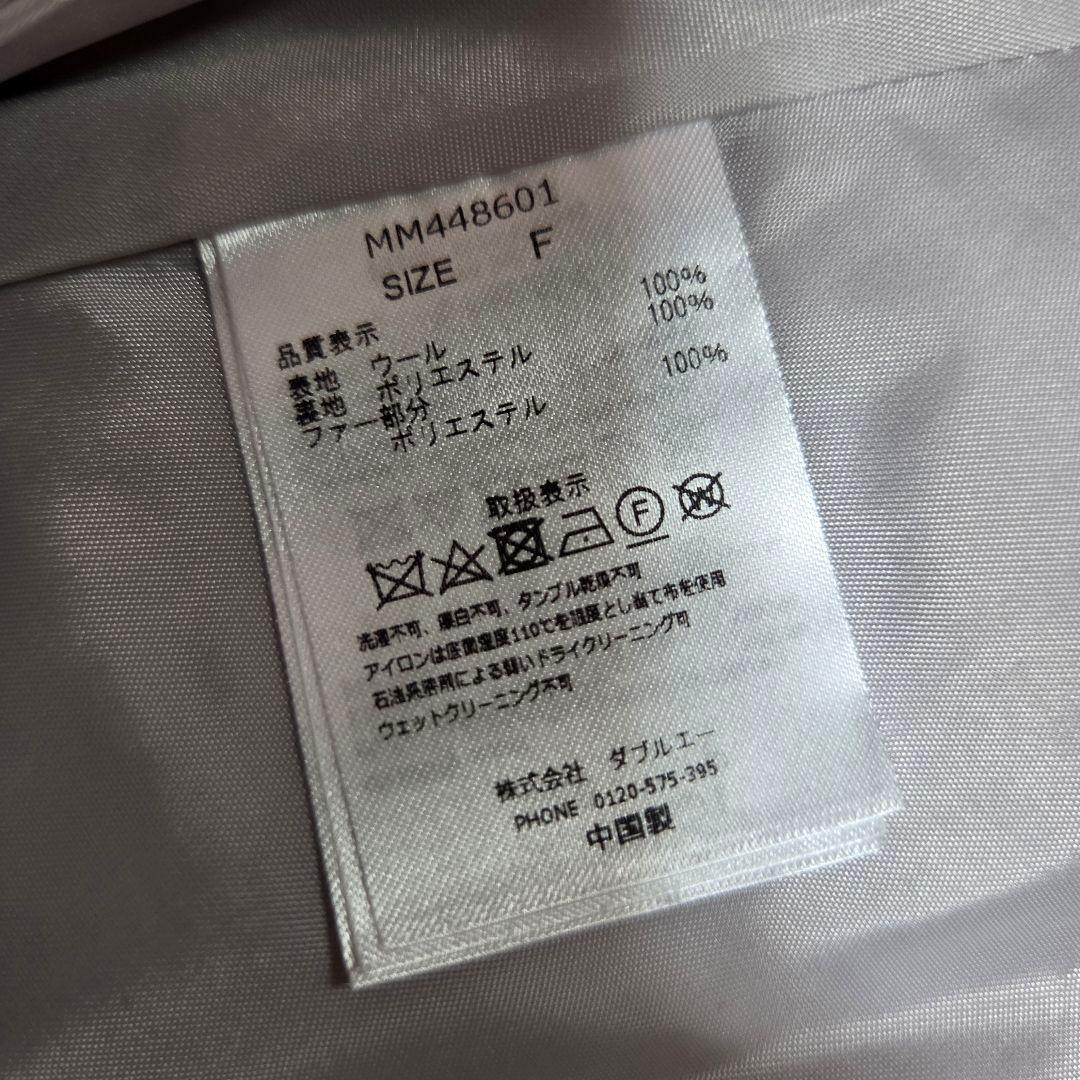 MM448601
SIZE F
品質表示
表地 ウール 100%
裏地 ポリエステル 100%
ファー部分
ポリエステル 100%
取扱表示
F
W
洗濯不可、漂白不可、タンブル乾燥不可
アイロンは底面温度110℃を限度とし当て布を使用
石油系溶剤による弱いドライクリーニング可
ウェットクリーニング不可
株式会社 ダブルエー
PHONE 0120-575-395
中国製